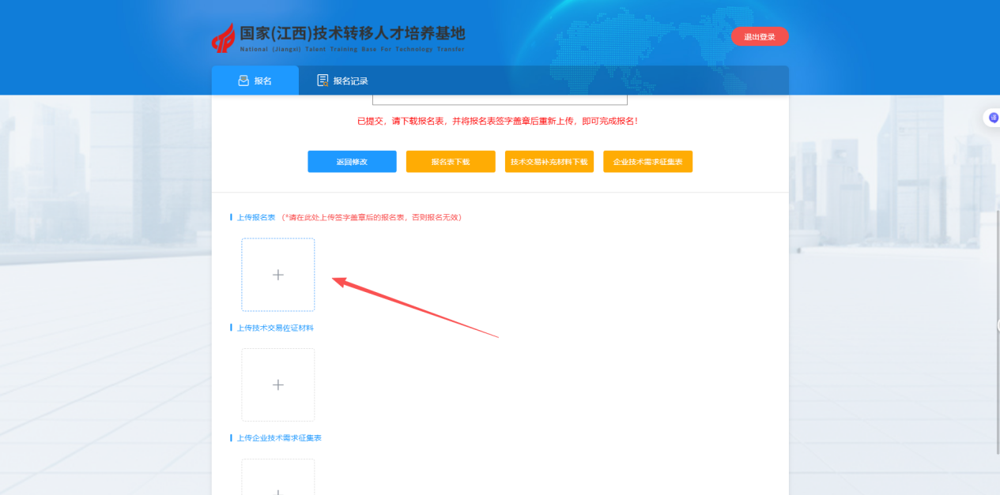 国家(江西)技术转移人才培养基地
National (Jiangxi) Talent Training Base For Technology Transfer
退出登录
报名
报名记录
已提交，请下载报名表，并将报名表签字盖章后重新上传，即可完成报名！
返回修改
报名表下载
技术交易补充材料下载
企业技术需求征集表
上传报名表 （*请在此处上传签字盖章后的报名表，否则报名无效）
上传技术交易佐证材料
上传企业技术需求征集表
译